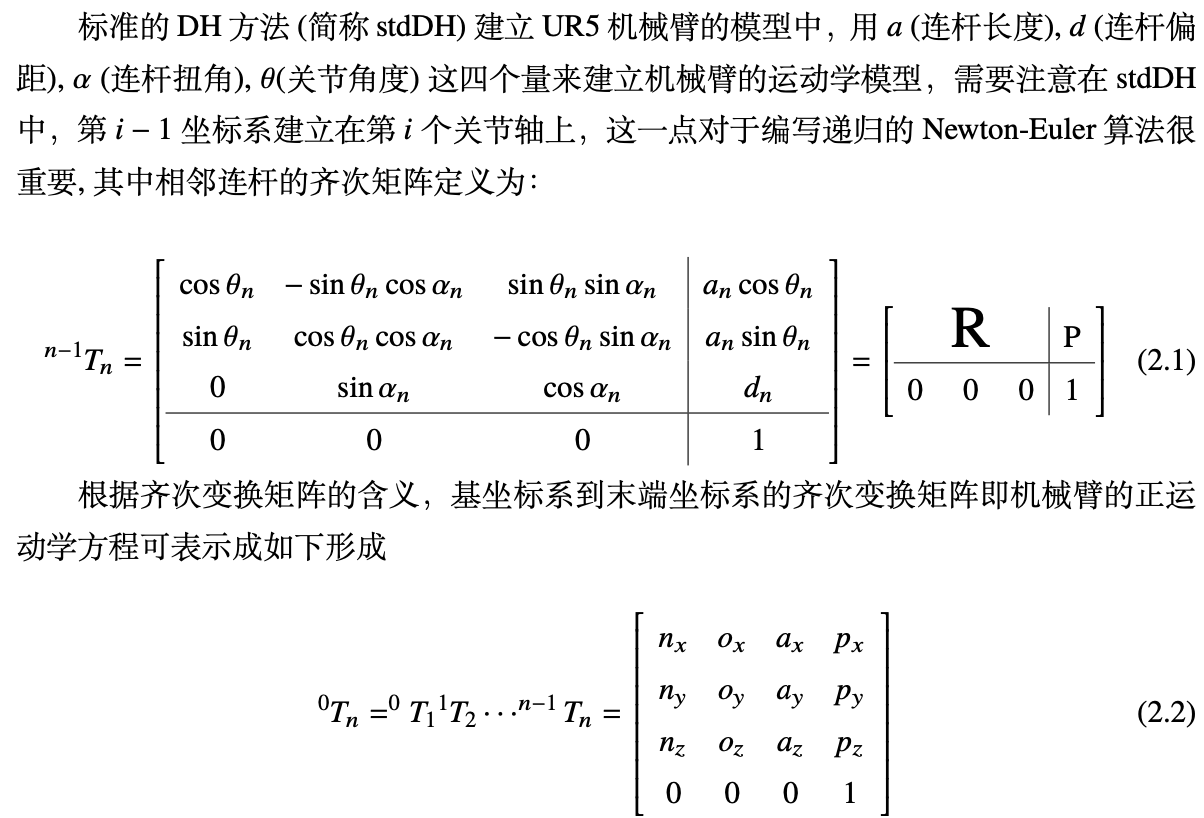 标准的 DH 方法 (简称 stdDH) 建立 UR5 机械臂的模型中，用 a (连杆长度), d (连杆偏
距), α (连杆扭角), θ(关节角度) 这四个量来建立机械臂的运动学模型，需要注意在 stdDH
中，第 i − 1 坐标系建立在第 i 个关节轴上，这一点对于编写递归的 Newton-Euler 算法很
重要, 其中相邻连杆的齐次矩阵定义为：
$^{n-1}T_n = \left[\begin{array}{ccc|c} \cos\theta_n & -\sin\theta_n\cos\alpha_n & \sin\theta_n\sin\alpha_n & a_n\cos\theta_n \\ \sin\theta_n & \cos\theta_n\cos\alpha_n & -\cos\theta_n\sin\alpha_n & a_n\sin\theta_n \\ 0 & \sin\alpha_n & \cos\alpha_n & d_n \\ \hline 0 & 0 & 0 & 1 \end{array}\right] = \left[\begin{array}{ccc|c} & \mathbf{R} & & P \\ \hline 0 & 0 & 0 & 1 \end{array}\right]$ (2.1)
根据齐次变换矩阵的含义，基坐标系到末端坐标系的齐次变换矩阵即机械臂的正运
动学方程可表示成如下形成
$^0T_n =^0T_1{}^1T_2\cdots^{n-1}T_n = \begin{bmatrix} n_x & o_x & a_x & p_x \\ n_y & o_y & a_y & p_y \\ n_z & o_z & a_z & p_z \\ 0 & 0 & 0 & 1 \end{bmatrix}$ (2.2)